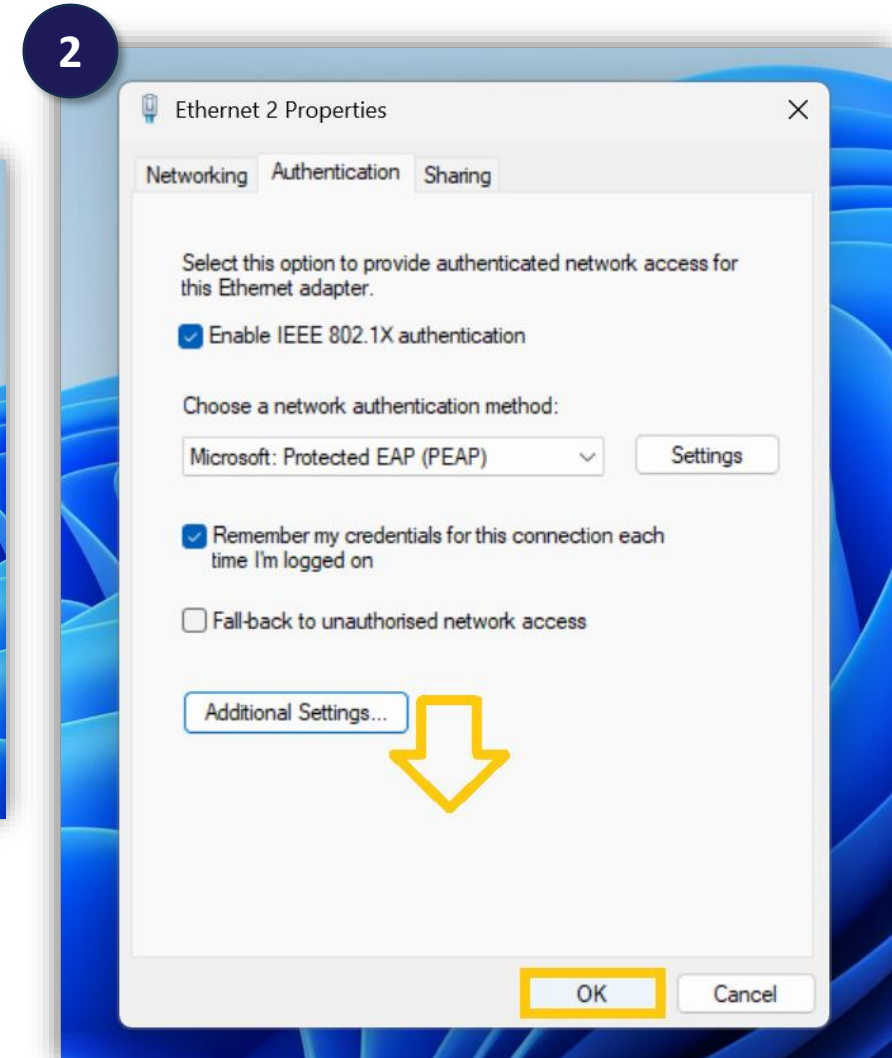 2
Ethernet 2 Properties
Networking Authentication Sharing
Select this option to provide authenticated network access for
this Ethernet adapter.
Enable IEEE 802.1X authentication
Choose a network authentication method:
Microsoft: Protected EAP (PEAP) Settings
Remember my credentials for this connection each
time I'm logged on
Fall-back to unauthorised network access
Additional Settings...
OK Cancel